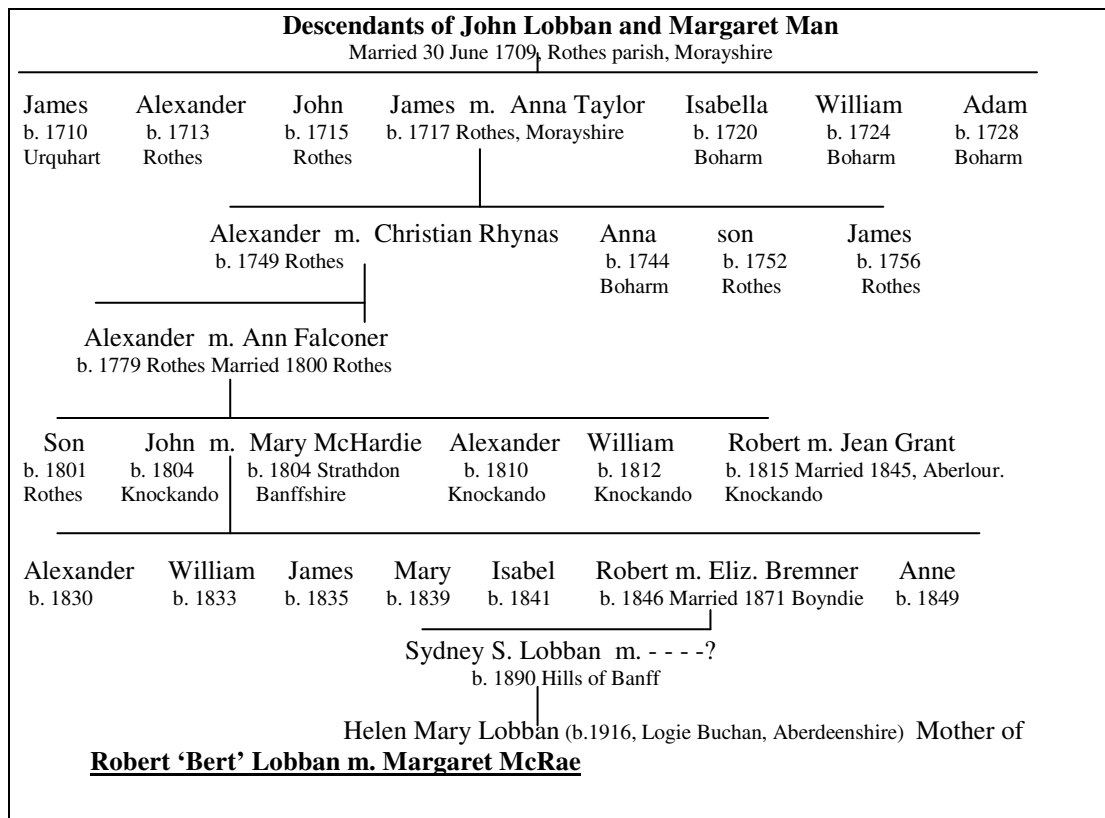 Descendants of John Lobban and Margaret Man
Married 30 June 1709, Rothes parish, Morayshire
James Alexander John James m. Anna Taylor Isabella William Adam
b. 1710 b. 1713 b. 1715 b. 1717 Rothes, Morayshire b. 1720 b. 1724 b. 1728
Urquhart Rothes Rothes Boharm Boharm Boharm
Alexander m. Christian Rhynas Anna son James
b. 1749 Rothes b. 1744 b. 1752 b. 1756
Boharm Rothes Rothes
Alexander m. Ann Falconer
b. 1779 Rothes Married 1800 Rothes
Son John m. Mary McHardie Alexander William Robert m. Jean Grant
b. 1801 b. 1804 b. 1804 Strathdon b. 1810 b. 1812 b. 1815 Married 1845, Aberlour.
Rothes Knockando Banffshire Knockando Knockando Knockando
Alexander William James Mary Isabel Robert m. Eliz. Bremner Anne
b. 1830 b. 1833 b. 1835 b. 1839 b. 1841 b. 1846 Married 1871 Boyndie b. 1849
Sydney S. Lobban m. - - - -?
b. 1890 Hills of Banff
Helen Mary Lobban (b.1916, Logie Buchan, Aberdeenshire) Mother of
Robert ‘Bert’ Lobban m. Margaret McRae